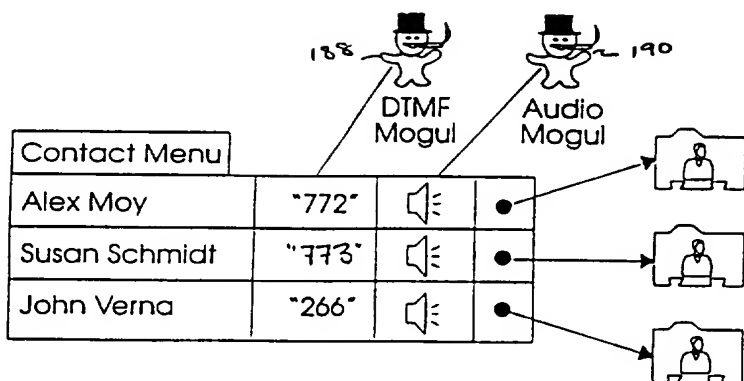 188
190
DTMF
Mogul
Audio
Mogul
Contact Menu
Alex Moy "772"
Susan Schmidt "773"
John Verna "266"